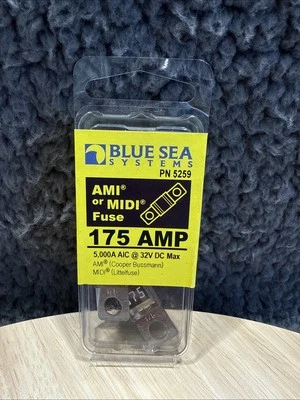 BLUE SEA
SYSTEMS
PN 5259
AMI®
or MIDI®
Fuse
175 AMP
5,000A AIC @ 32V DC Max
AMI® (Cooper Bussmann)
MIDI® (Littelfuse)
175